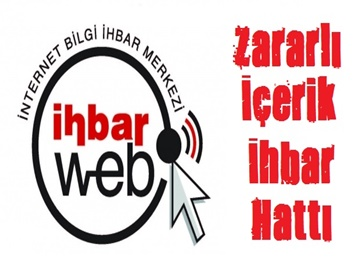 İNTERNET BİLGİ İHBAR MERKEZİ
ihbar
web
Zararlı
İçerik
İhbar
Hattı